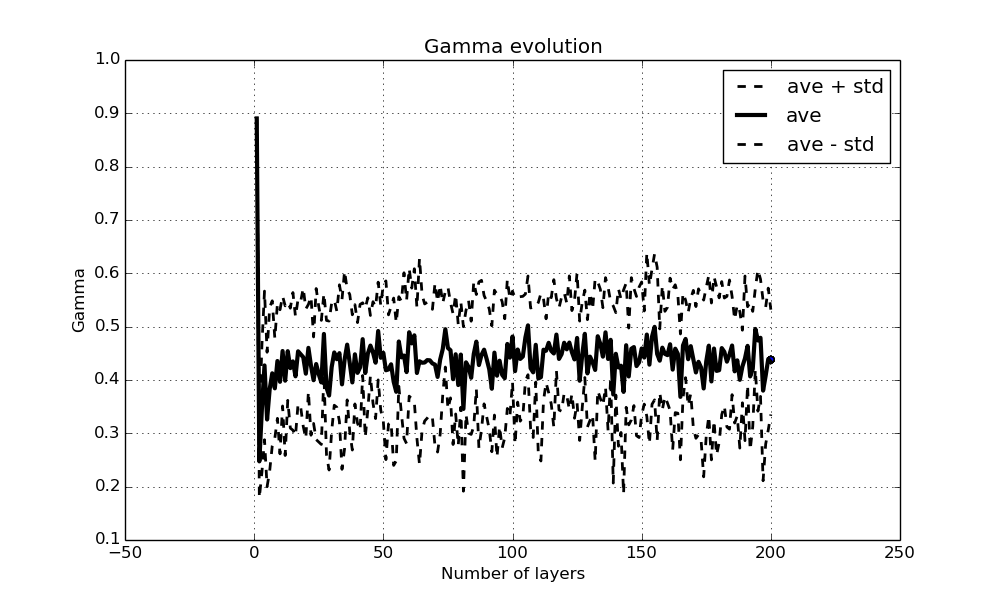 Gamma evolution
1.0
0.9
0.8
0.7
0.6
0.5
0.4
0.3
0.2
0.1
Gamma
ave + std
ave
ave - std
−50 0 50 100 150 200 250
Number of layers